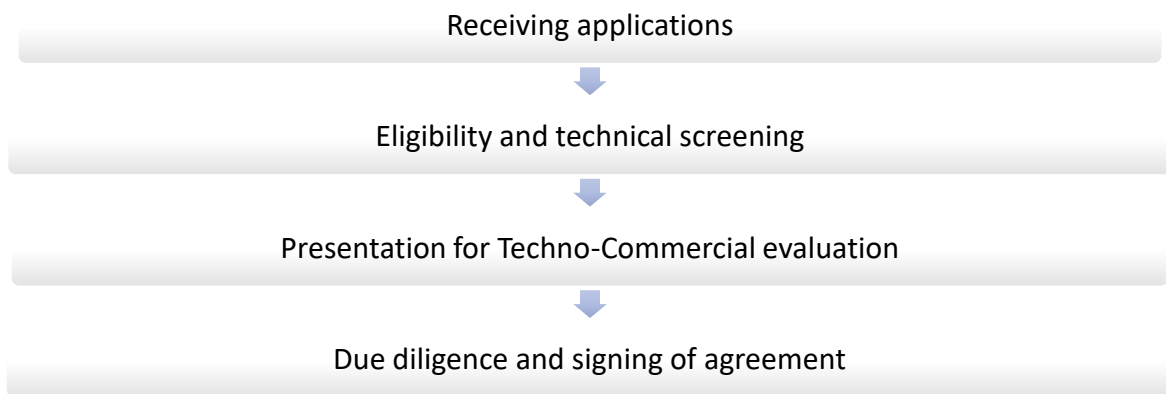 Receiving applications
Eligibility and technical screening
Presentation for Techno-Commercial evaluation
Due diligence and signing of agreement